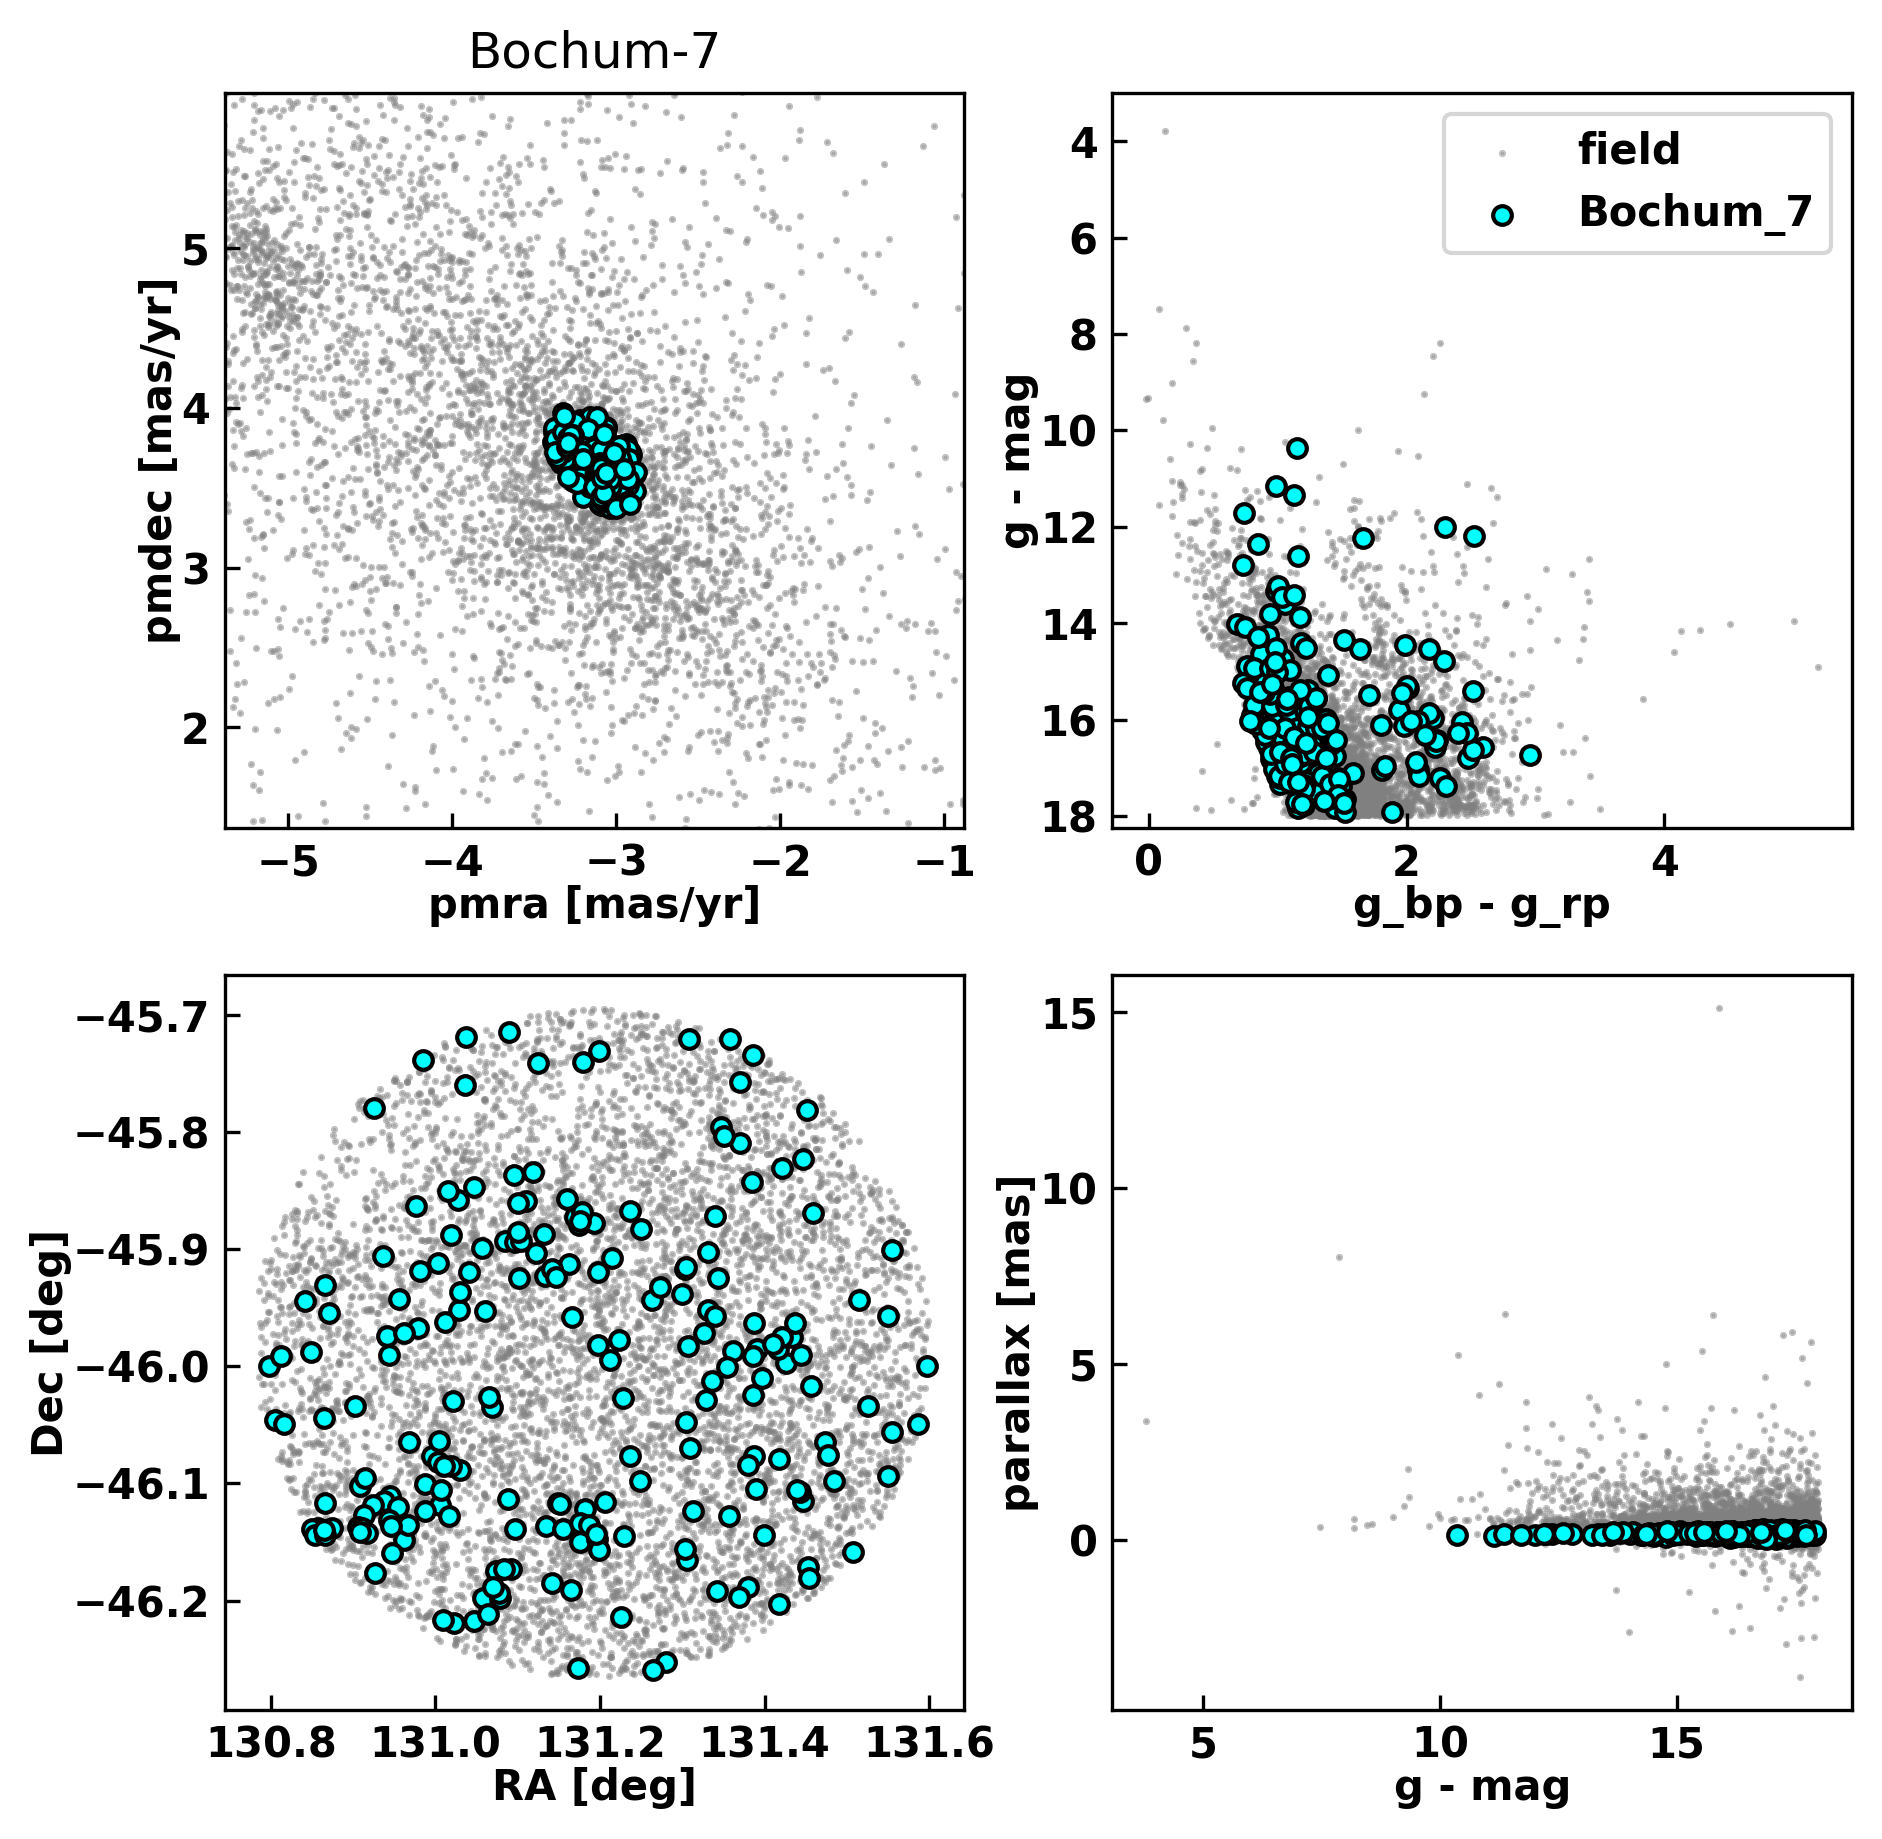 Bochum-7
5
4
3
2
pmdec [mas/yr]
−5 −4 −3 −2 −1
pmra [mas/yr]
field
Bochum_7
4
6
8
10
12
14
16
18
g - mag
0 2 4
g_bp - g_rp
−45.7
−45.8
−45.9
−46.0
−46.1
−46.2
Dec [deg]
130.8 131.0 131.2 131.4 131.6
RA [deg]
15
10
5
0
parallax [mas]
5 10 15
g - mag